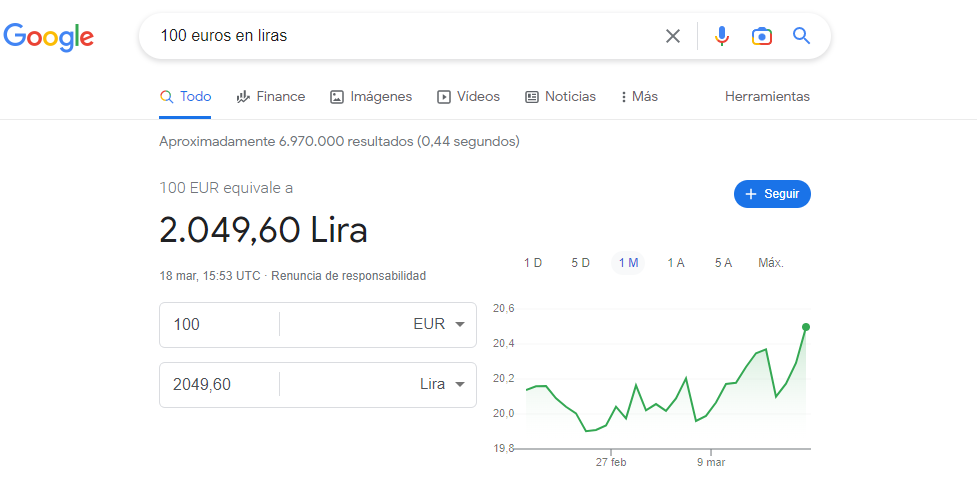 Google
100 euros en liras
Todo Finance Imágenes Vídeos Noticias Más Herramientas
Aproximadamente 6.970.000 resultados (0,44 segundos)
100 EUR equivale a
Seguir
2.049,60 Lira
18 mar, 15:53 UTC · Renuncia de responsabilidad
1 D 5 D 1 M 1 A 5 A Máx.
100 EUR
2049,60 Lira
20,6
20,4
20,2
20,0
19,8
27 feb 9 mar